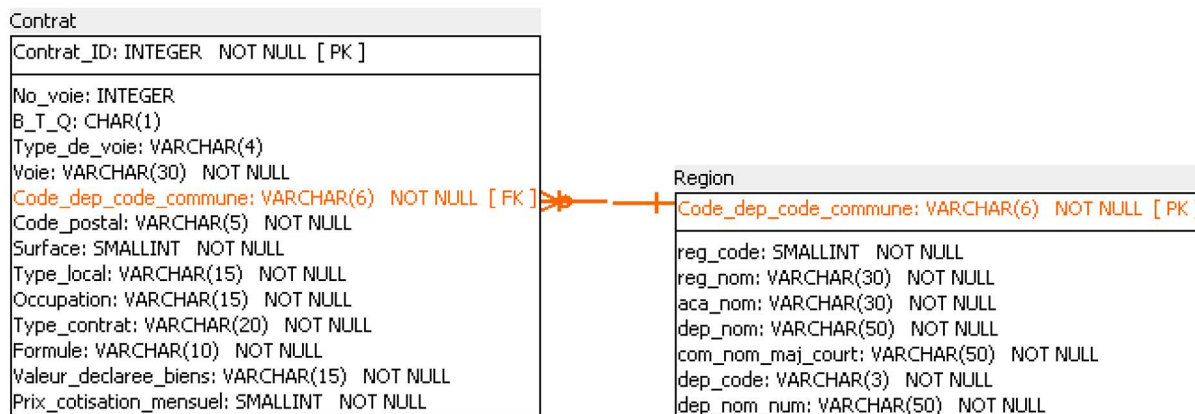 Contrat
Contrat_ID: INTEGER NOT NULL [ PK ]
No_voie: INTEGER
B_T_Q: CHAR(1)
Type_de_voie: VARCHAR(4)
Voie: VARCHAR(30) NOT NULL
Code_dep_code_commune: VARCHAR(6) NOT NULL [ FK ]
Code_postal: VARCHAR(5) NOT NULL
Surface: SMALLINT NOT NULL
Type_local: VARCHAR(15) NOT NULL
Occupation: VARCHAR(15) NOT NULL
Type_contrat: VARCHAR(20) NOT NULL
Formule: VARCHAR(10) NOT NULL
Valeur_declaree_biens: VARCHAR(15) NOT NULL
Prix_cotisation_mensuel: SMALLINT NOT NULL
Region
Code_dep_code_commune: VARCHAR(6) NOT NULL [ PK ]
reg_code: SMALLINT NOT NULL
reg_nom: VARCHAR(30) NOT NULL
aca_nom: VARCHAR(30) NOT NULL
dep_nom: VARCHAR(50) NOT NULL
com_nom_maj_court: VARCHAR(50) NOT NULL
dep_code: VARCHAR(3) NOT NULL
dep_nom_num: VARCHAR(50) NOT NULL